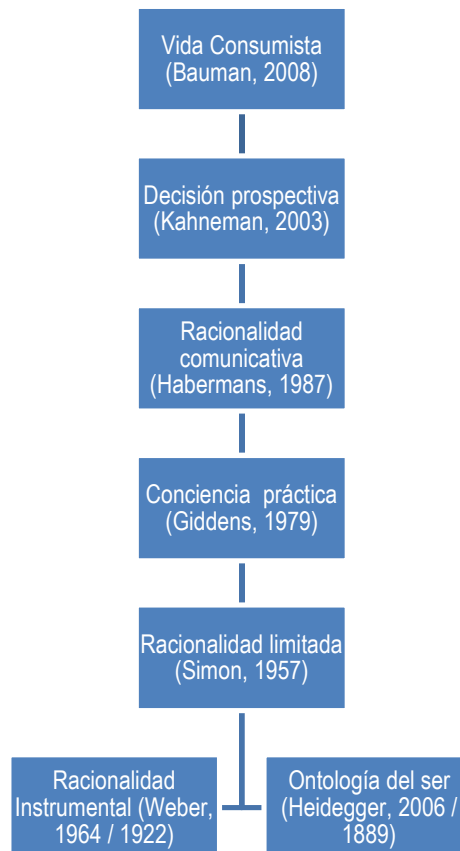 Vida Consumista
(Bauman, 2008)
Decisión prospectiva
(Kahneman, 2003)
Racionalidad
comunicativa
(Habermans, 1987)
Conciencia práctica
(Giddens, 1979)
Racionalidad limitada
(Simon, 1957)
Racionalidad
Instrumental (Weber,
1964 / 1922)
Ontología del ser
(Heidegger, 2006 /
1889)